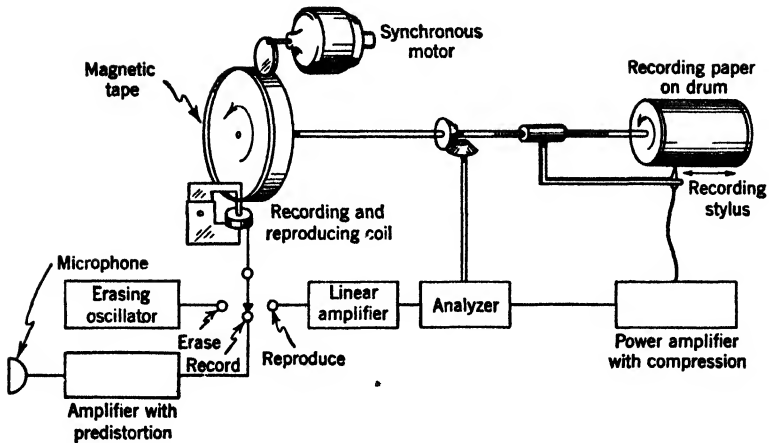 Synchronous
motor
Magnetic
tape
Recording paper
on drum
Recording
stylus
Recording and
reproducing coil
Microphone
Erasing
oscillator
Linear
amplifier
Analyzer
Erase
Record
Reproduce
Power amplifier
with compression
Amplifier with
predistortion